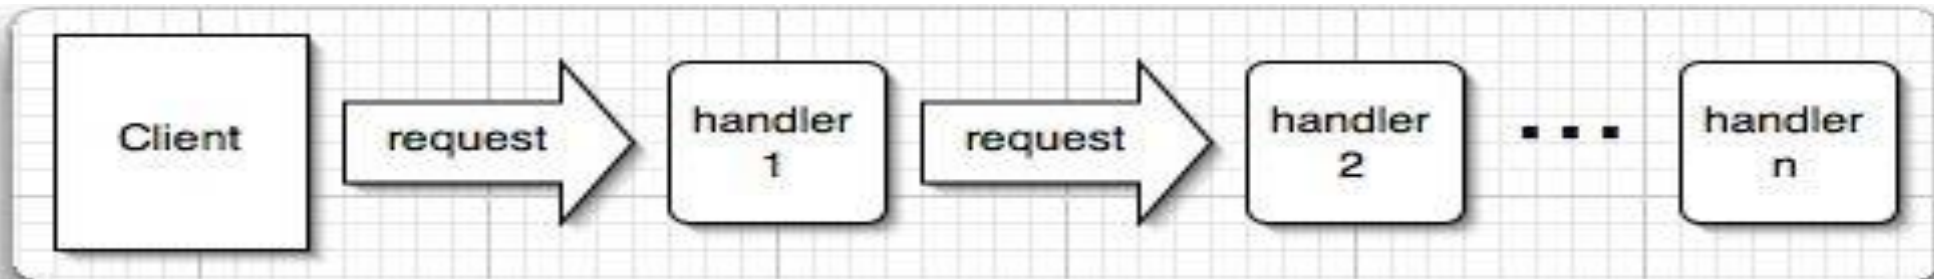 Client
request
handler
1
request
handler
2
...
handler
n